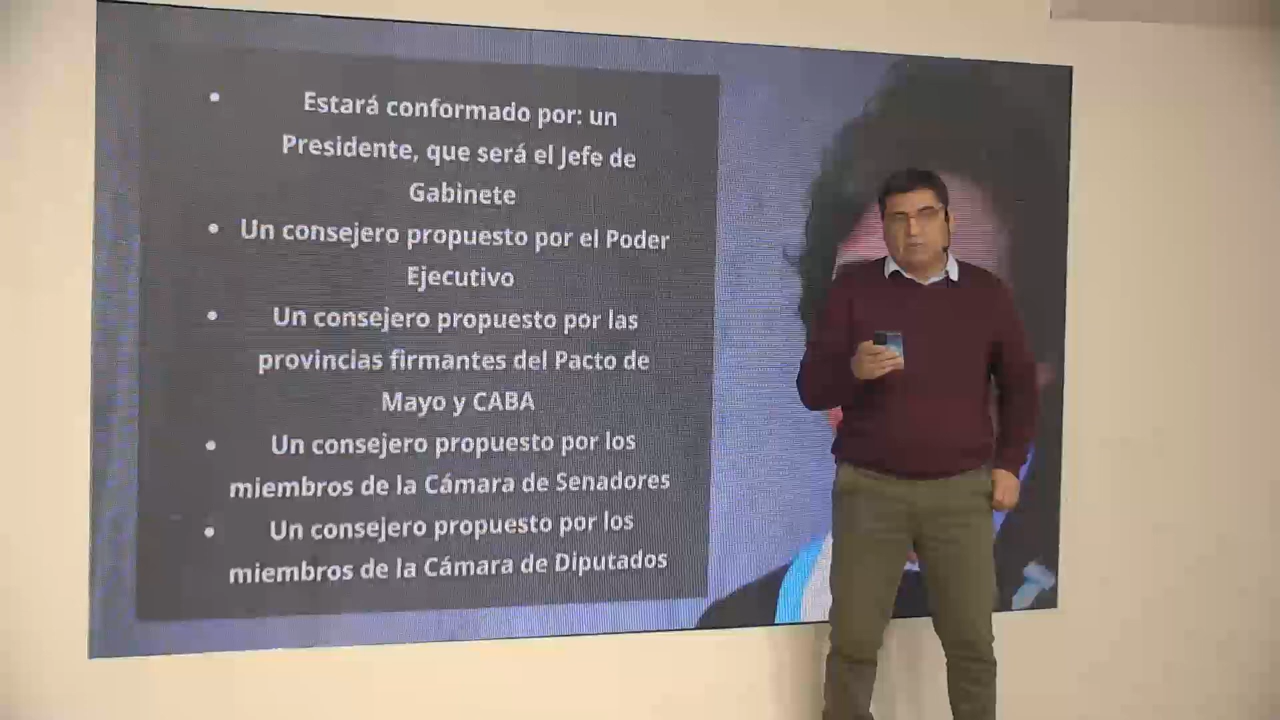 • Estará conformado por: un
Presidente, que será el Jefe de
Gabinete
• Un consejero propuesto por el Poder
Ejecutivo
• Un consejero propuesto por las
provincias firmantes del Pacto de
Mayo y CABA
• Un consejero propuesto por los
miembros de la Cámara de Senadores
• Un consejero propuesto por los
miembros de la Cámara de Diputados